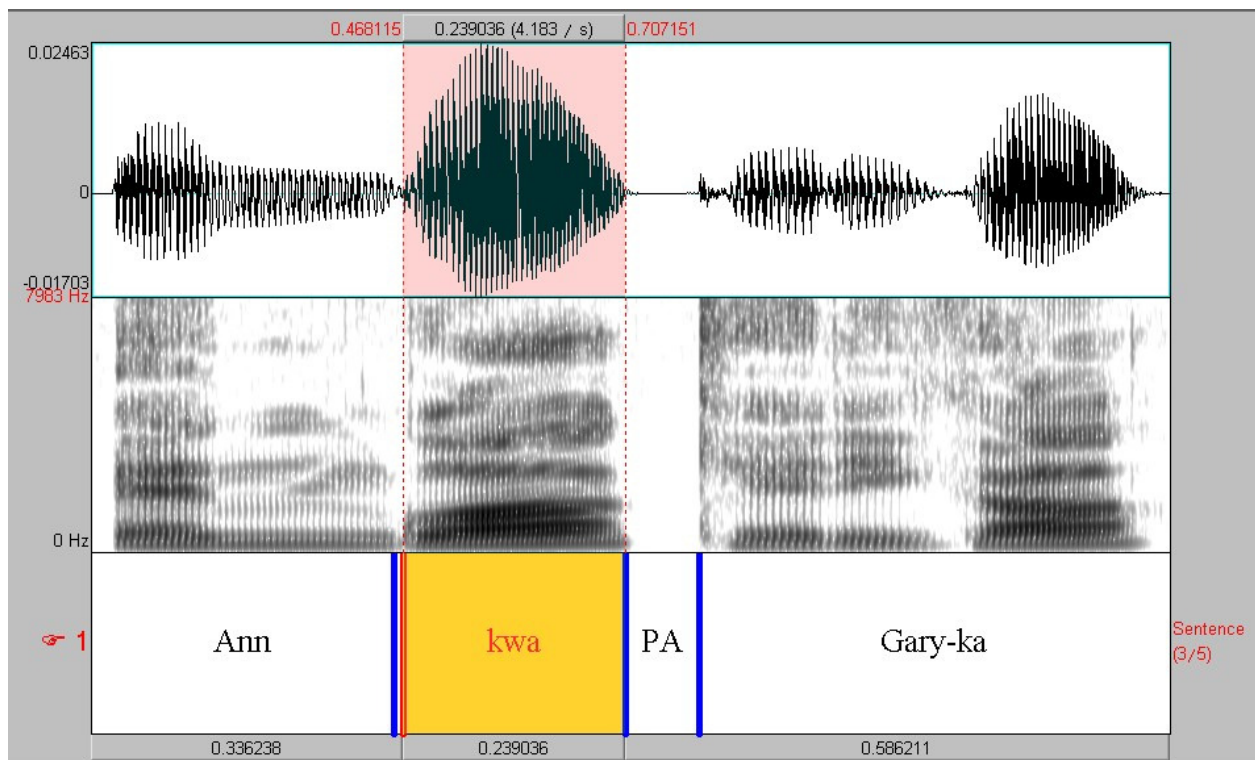 0.468115 0.239036 (4.183 / s) 0.707151
0.02463
0
-0.01703
7983 Hz
0 Hz
☞ 1 Ann kwa PA Gary-ka Sentence
(3/5)
0.336238 0.239036 0.586211